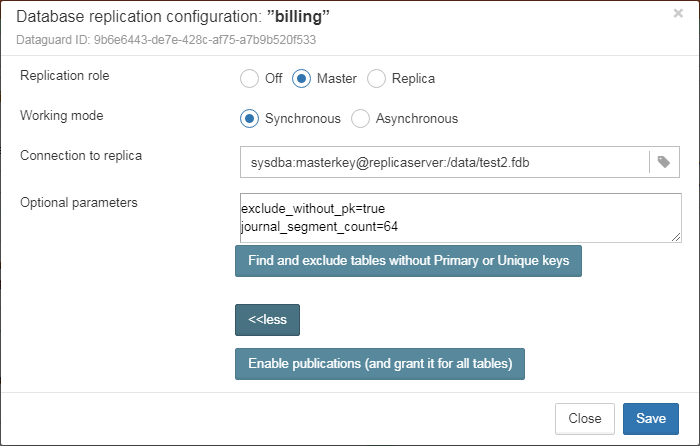 Database replication configuration: ”billing”
×
Dataguard ID: 9b6e6443-de7e-428c-af75-a7b9b520f533
Replication role Off Master Replica
Working mode Synchronous Asynchronous
Connection to replica sysdba:masterkey@replicaserver:/data/test2.fdb
Optional parameters exclude_without_pk=true
journal_segment_count=64
Find and exclude tables without Primary or Unique keys
<<less
Enable publications (and grant it for all tables)
Close Save